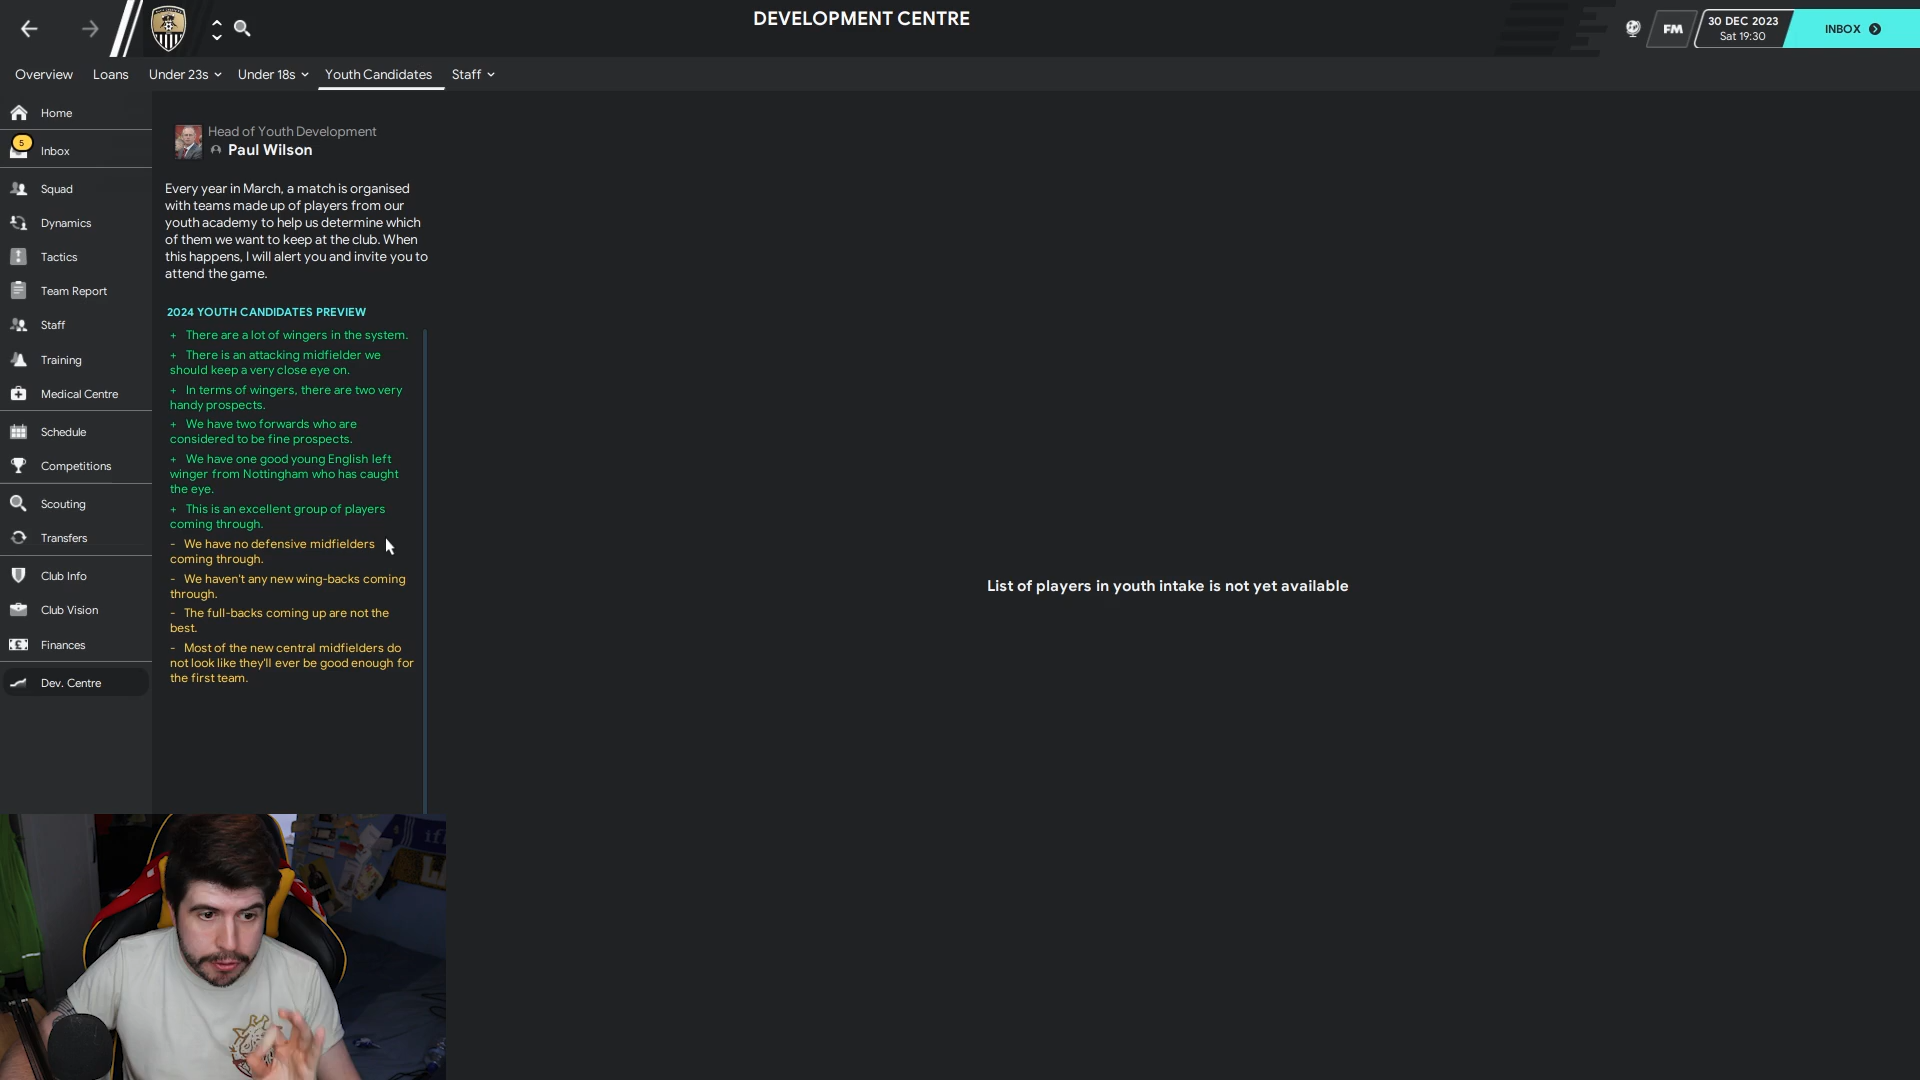 DEVELOPMENT CENTRE
FM
30 DEC 2023
Sat 19:30
INBOX
Overview
Loans
Under 23s
Under 18s
Youth Candidates
Staff
Home
5
Inbox
Squad
Dynamics
Tactics
Team Report
Staff
Training
Medical Centre
Schedule
Competitions
Scouting
Transfers
Club Info
Club Vision
Finances
Dev. Centre
Head of Youth Development
Paul Wilson
Every year in March, a match is organised
with teams made up of players from our
youth academy to help us determine which
of them we want to keep at the club. When
this happens, I will alert you and invite you to
attend the game.
2024 YOUTH CANDIDATES PREVIEW
+ There are a lot of wingers in the system.
+ There is an attacking midfielder we
should keep a very close eye on.
+ In terms of wingers, there are two very
handy prospects.
+ We have two forwards who are
considered to be fine prospects.
+ We have one good young English left
winger from Nottingham who has caught
the eye.
+ This is an excellent group of players
coming through.
- We have no defensive midfielders
coming through.
- We haven't any new wing-backs coming
through.
- The full-backs coming up are not the
best.
- Most of the new central midfielders do
not look like they'll ever be good enough for
the first team.
List of players in youth intake is not yet available